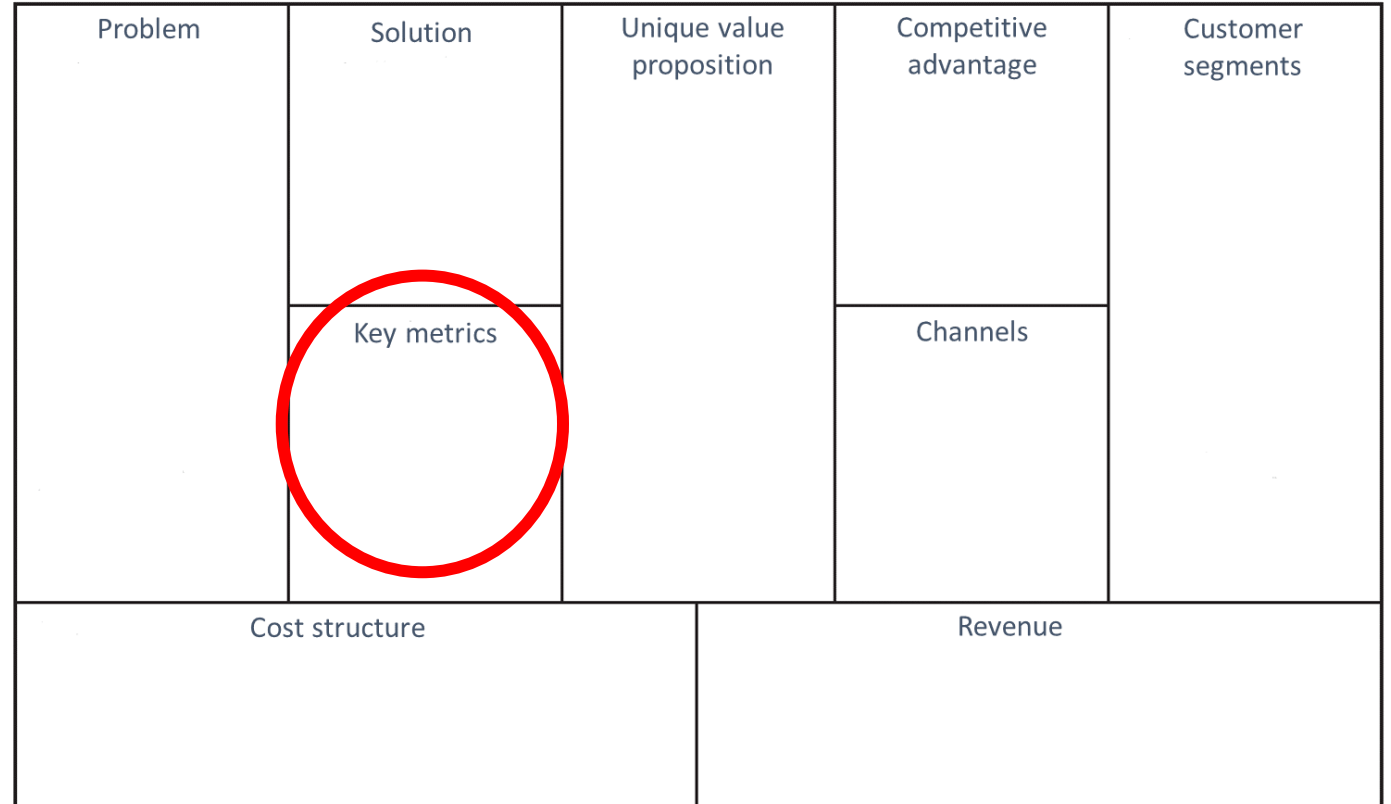 Problem
Solution
Unique value
proposition
Competitive
advantage
Customer
segments
Key metrics
Channels
Cost structure
Revenue